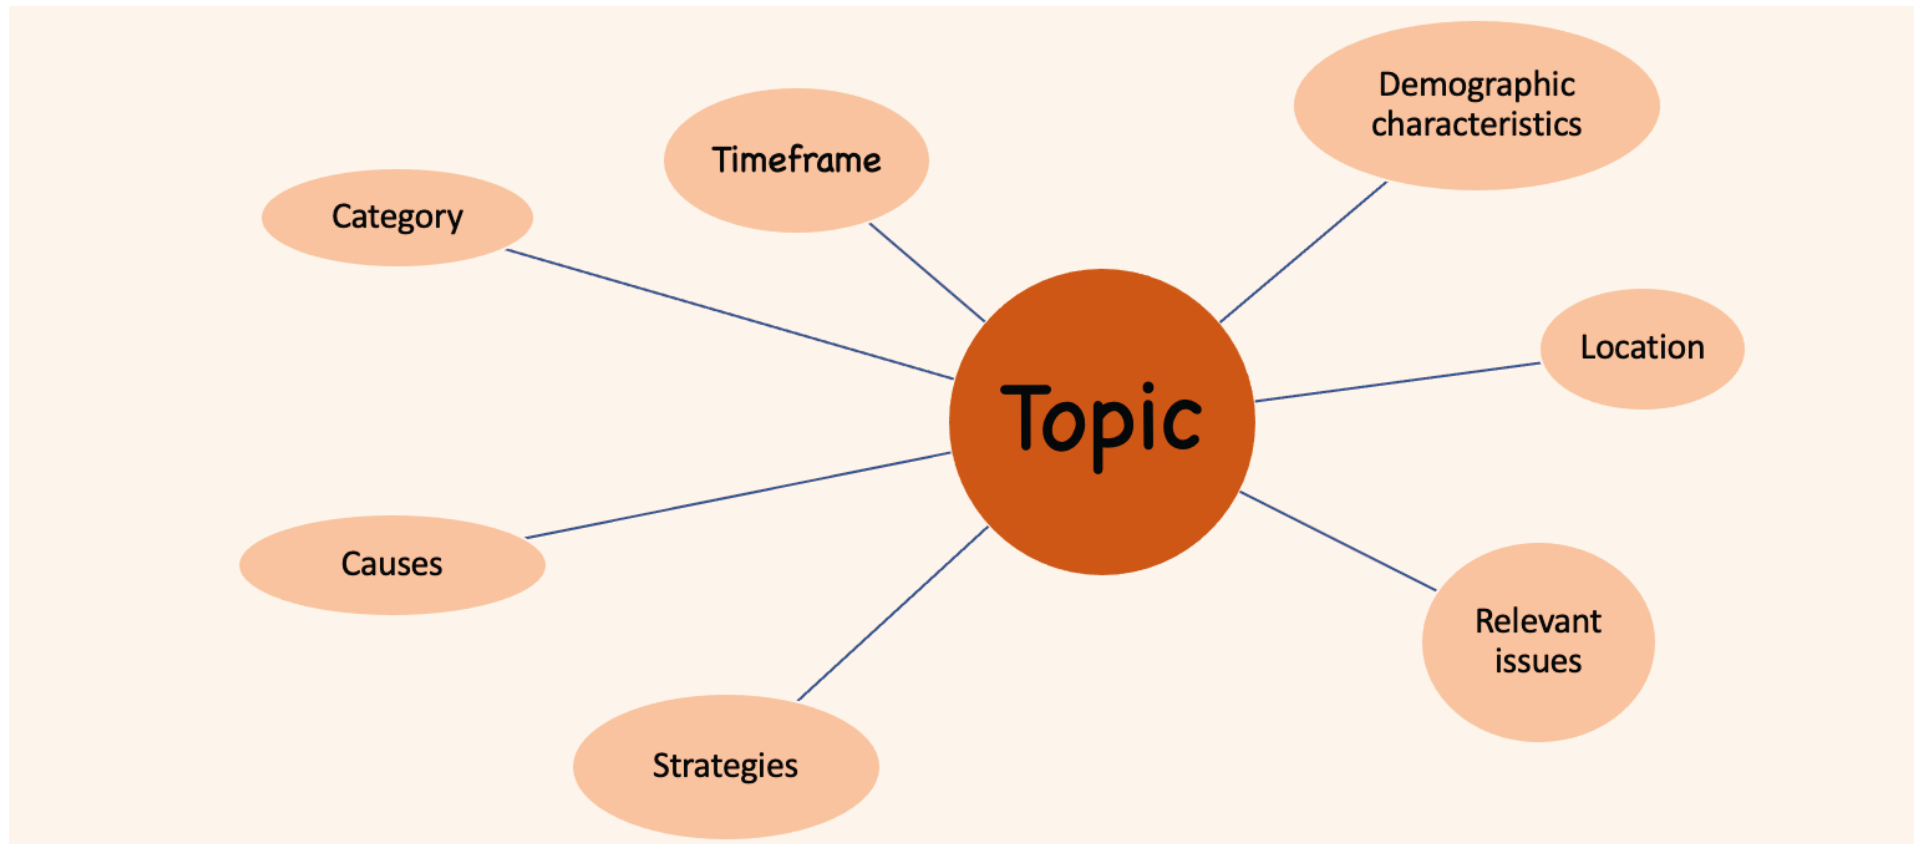 Demographic
characteristics
Timeframe
Category
Location
Topic
Causes
Relevant
issues
Strategies